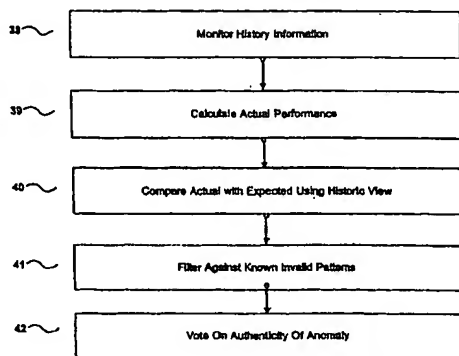 38 Monitor History Information
39 Calculate Actual Performance
40 Compare Actual with Expected Using Historic View
41 Filter Against Known Invalid Patterns
42 Vote On Authenticity Of Anomaly